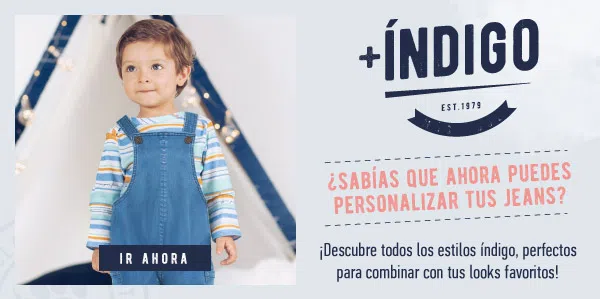 +ÍNDIGO
EST.1979
¿SABÍAS QUE AHORA PUEDES
PERSONALIZAR TUS JEANS?
¡Descubre todos los estilos índigo, perfectos
para combinar con tus looks favoritos!
IR AHORA